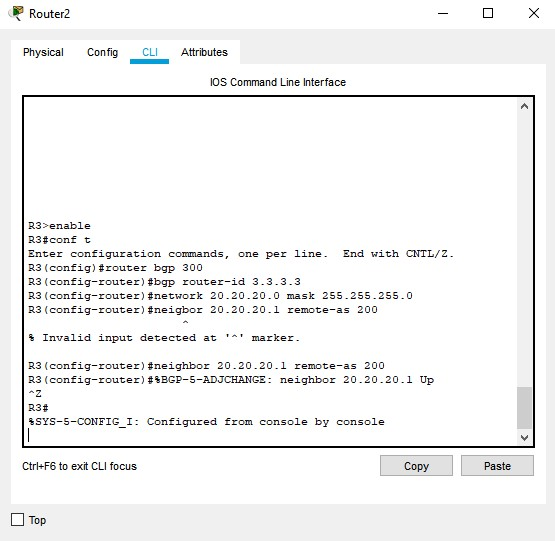 Router2
Physical Config CLI Attributes
IOS Command Line Interface
R3>enable
R3#conf t
Enter configuration commands, one per line.  End with CNTL/Z.
R3(config)#router bgp 300
R3(config-router)#bgp router-id 3.3.3.3
R3(config-router)#network 20.20.20.0 mask 255.255.255.0
R3(config-router)#neigbor 20.20.20.1 remote-as 200
^
% Invalid input detected at '^' marker.
R3(config-router)#neighbor 20.20.20.1 remote-as 200
R3(config-router)#%BGP-5-ADJCHANGE: neighbor 20.20.20.1 Up
^Z
R3#
%SYS-5-CONFIG_I: Configured from console by console
Ctrl+F6 to exit CLI focus
Copy Paste
Top